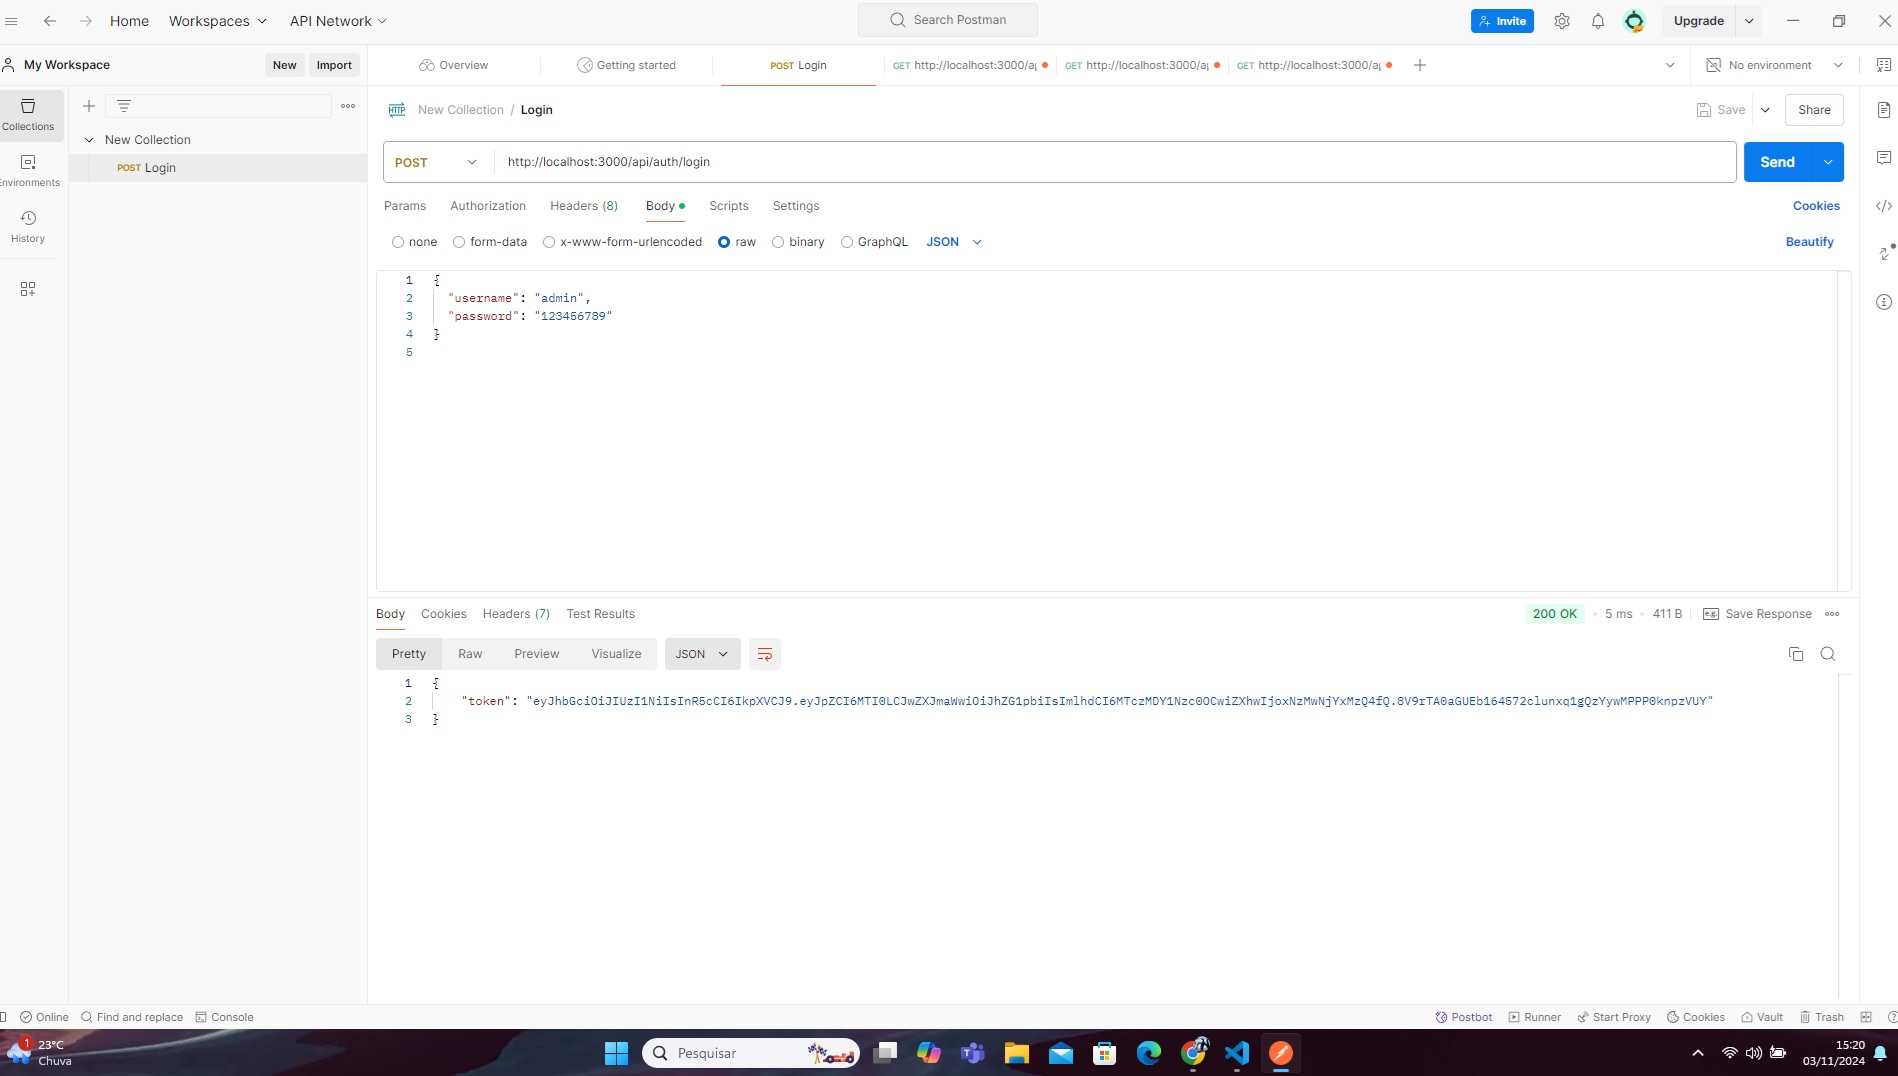 Home Workspaces API Network Search Postman Invite Upgrade
My Workspace New Import Overview Getting started POST Login GET http://localhost:3000/a GET http://localhost:3000/a GET http://localhost:3000/a No environment
Collections
Environments
History
New Collection
POST Login
HTTP New Collection / Login Save Share
POST http://localhost:3000/api/auth/login Send
Params Authorization Headers (8) Body Scripts Settings Cookies
none form-data x-www-form-urlencoded raw binary GraphQL JSON Beautify
1 {
2 "username": "admin",
3 "password": "123456789"
4 }
5
Body Cookies Headers (7) Test Results 200 OK 5 ms 411 B e.g. Save Response
Pretty Raw Preview Visualize JSON
1 {
2 "token": "eyJhbGciOiJIUzI1NiIsInR5cCI6IkpXVCJ9.eyJpZCI6MTI0LCJwZXJmaWwiOiJhZG1pbiIsImlhdCI6MTczMDY1Nzc0OCwiZXhwIjoxNzMwNjYxMzQ4fQ.8V9rTA0aGUEb164572clunxq1gQzYywMPPP0knpzVUY"
3 }
Online Find and replace Console Postbot Runner Start Proxy Cookies Vault Trash
1 23°C
Chuva
Pesquisar
15:20
03/11/2024